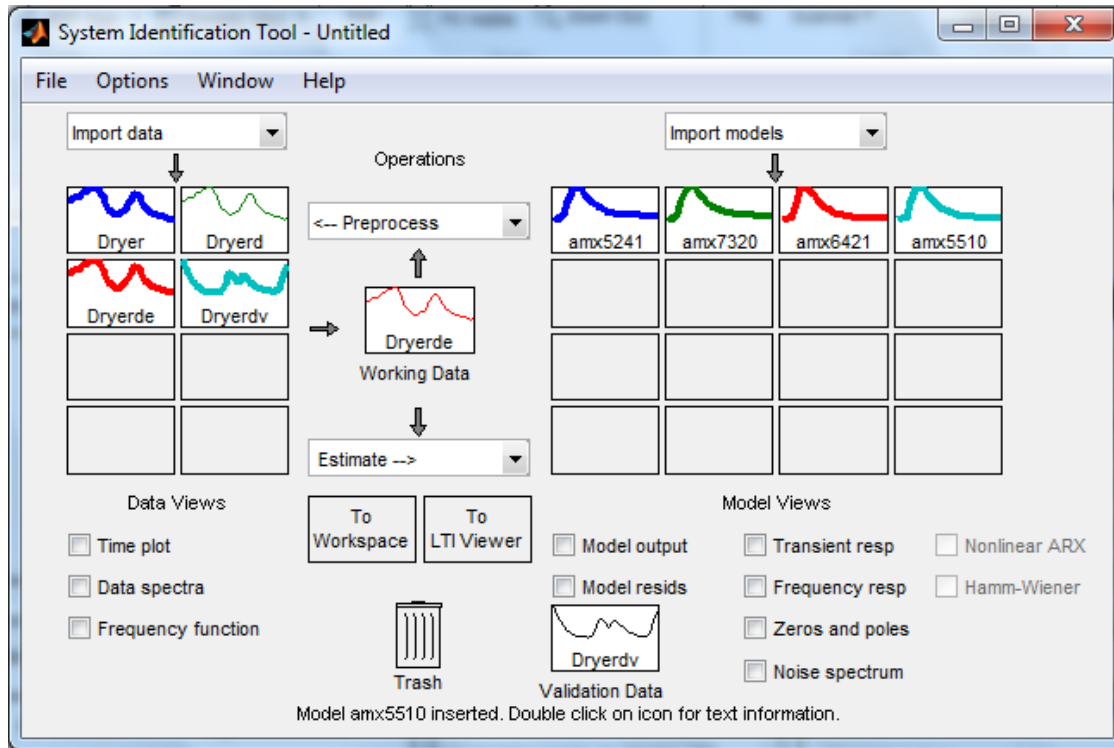 System Identification Tool - Untitled
File Options Window Help
Import data
Import models
Operations
Dryer Dryerd
<-- Preprocess
amx5241 amx7320 amx6421 amx5510
Dryerde Dryerdv
Dryerde
Working Data
Estimate -->
Data Views
Model Views
To Workspace
To LTI Viewer
Time plot
Data spectra
Frequency function
Model output
Model resids
Transient resp
Frequency resp
Zeros and poles
Noise spectrum
Nonlinear ARX
Hamm-Wiener
Trash
Dryerdv
Validation Data
Model amx5510 inserted. Double click on icon for text information.